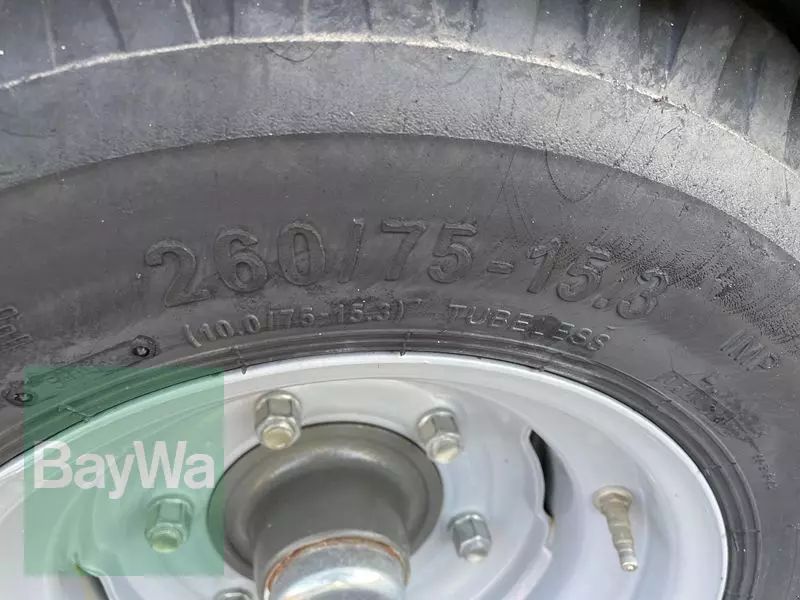 260/75-15.3
(10.0/75-15.3) TUBELESS
IMP
BayWa